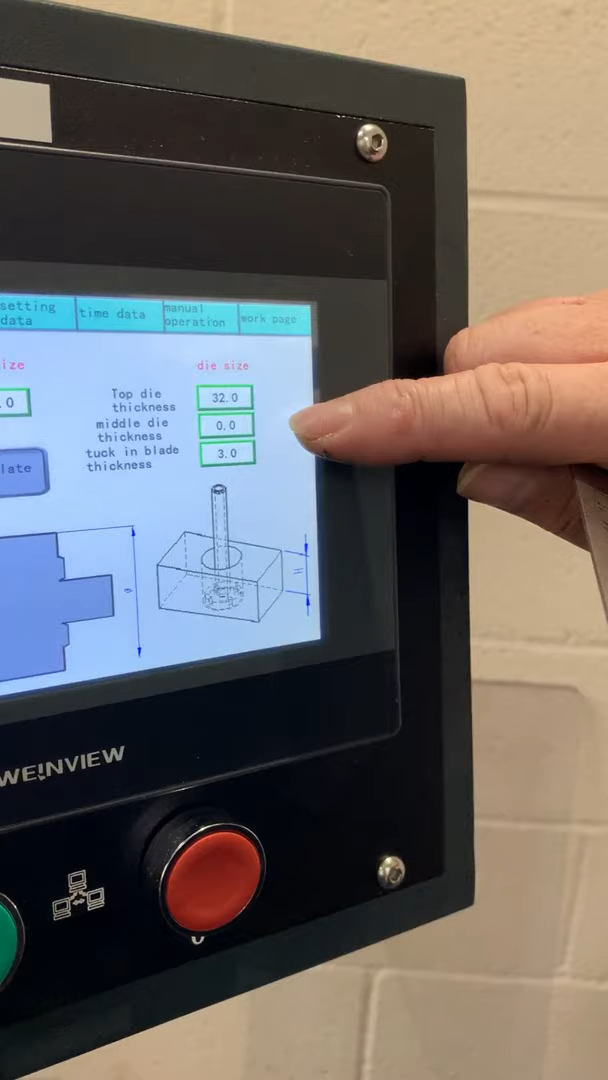 setting
data
time data
manual
operation
work page
ize
die size
.0
Top die
thickness
32.0
middle die
thickness
0.0
tuck in blade
thickness
3.0
late
H
WE!NVIEW